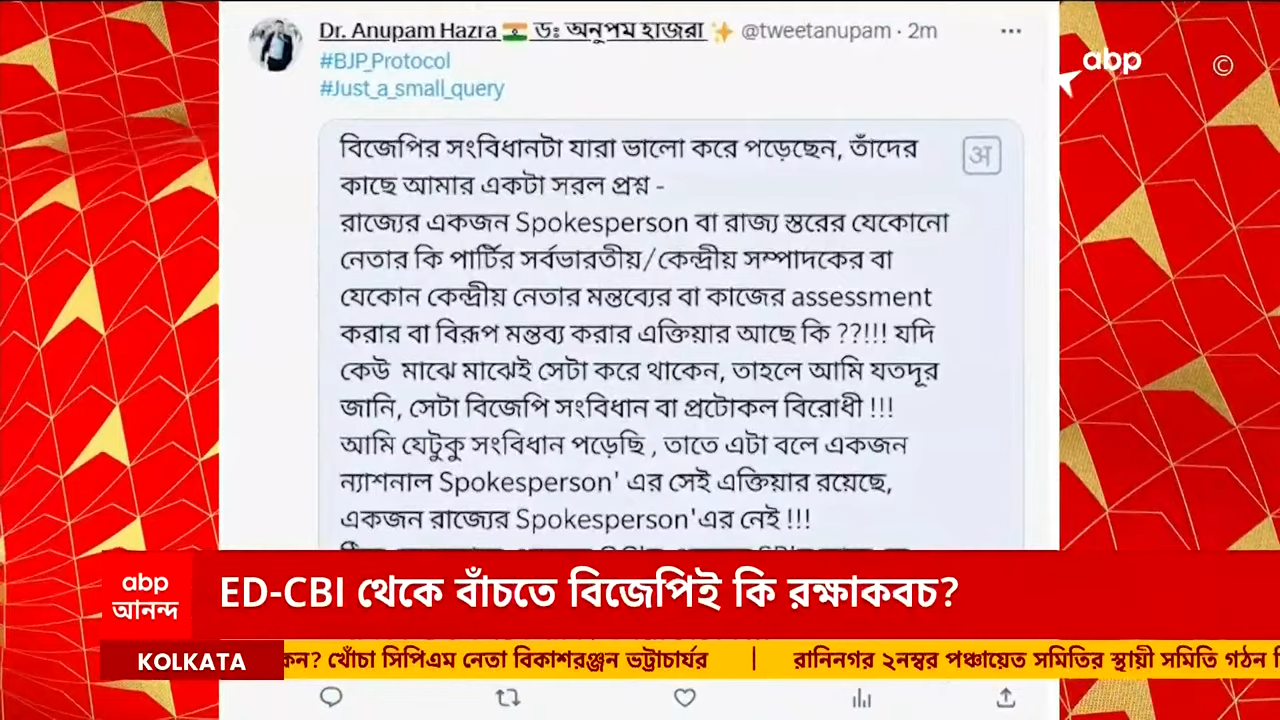 Dr. Anupam Hazra 🇮🇳 ডঃ অনুপম হাজরা ✨ @tweetanupam · 2m
#BJP_Protocol
#Just_a_small_query
abp
©
বিজেপির সংবিধানটা যারা ভালো করে পড়েছেন, তাঁদের
अ
কাছে আমার একটা সরল প্রশ্ন -
রাজ্যের একজন Spokesperson বা রাজ্য স্তরের যেকোনো
নেতার কি পার্টির সর্বভারতীয়/কেন্দ্রীয় সম্পাদকের বা
যেকোন কেন্দ্রীয় নেতার মন্তব্যের বা কাজের assessment
করার বা বিরূপ মন্তব্য করার এক্তিয়ার আছে কি ??!!! যদি
কেউ মাঝে মাঝেই সেটা করে থাকেন, তাহলে আমি যতদূর
জানি, সেটা বিজেপি সংবিধান বা প্রটোকল বিরোধী !!!
আমি যেটুকু সংবিধান পড়েছি , তাতে এটা বলে একজন
ন্যাশনাল Spokesperson' এর সেই এক্তিয়ার রয়েছে,
একজন রাজ্যের Spokesperson'এর নেই !!!
abp
আনন্দ
ED-CBI থেকে বাঁচতে বিজেপিই কি রক্ষাকবচ?
KOLKATA
কেন? খোঁচা সিপিএম নেতা বিকাশরঞ্জন ভট্টাচার্যর | রানিনগর ২নম্বর পঞ্চায়েত সমিতির স্থায়ী সমিতি গঠন